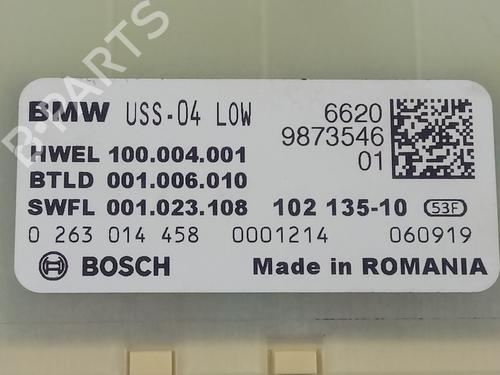 BMW USS-04 LOW 6620
9873546
HWEL 100.004.001 01
BTLD 001.006.010
SWFL 001.023.108 102 135-10 53F
0 263 014 458 0001214 060919
BOSCH Made in ROMANIA
B-PARTS